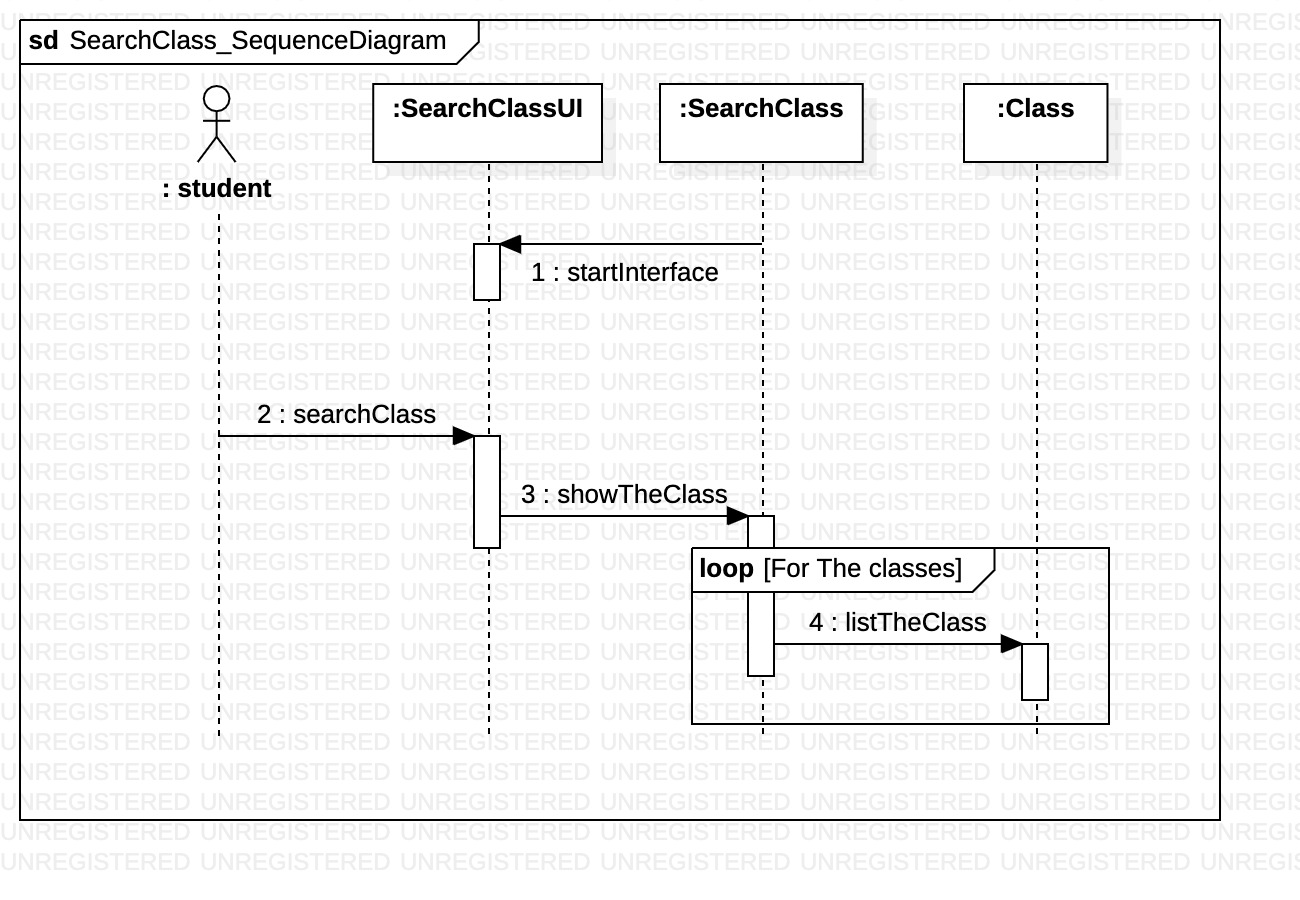 sd SearchClass_SequenceDiagram
:SearchClassUI
:SearchClass
:Class
: student
1 : startInterface
2 : searchClass
3 : showTheClass
loop [For The classes]
4 : listTheClass
UNREGISTERED